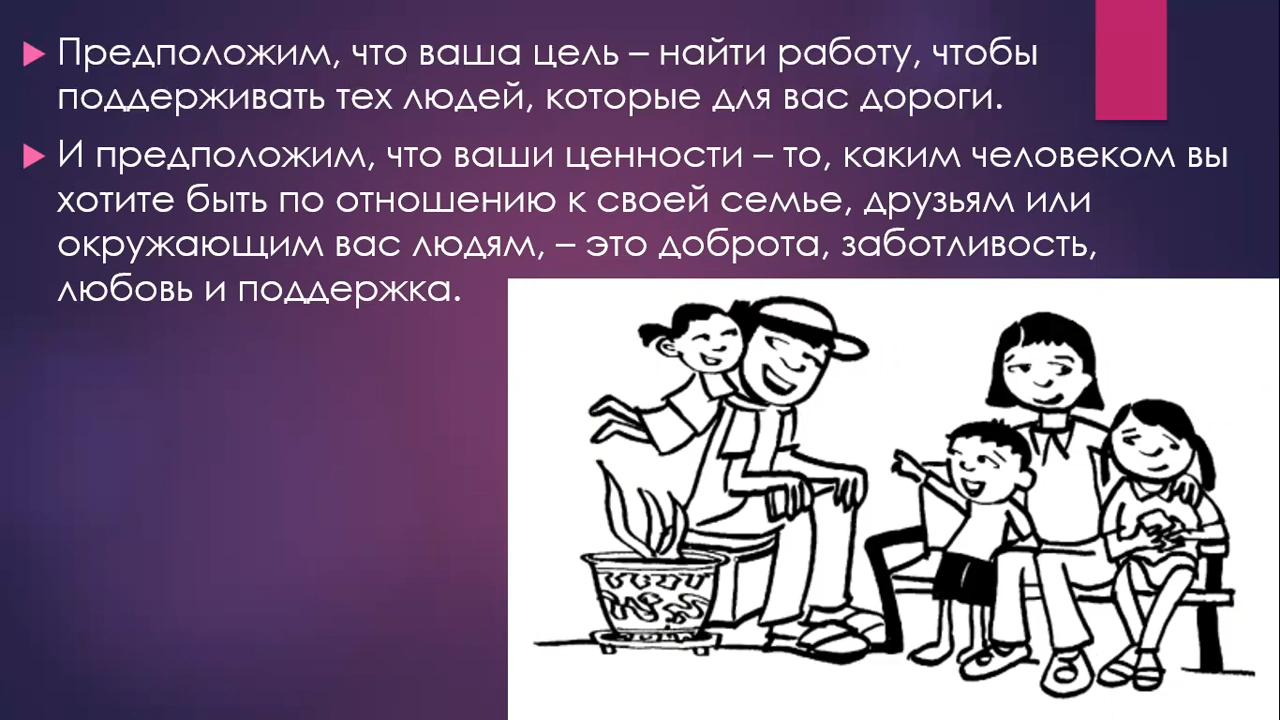 Предположим, что ваша цель – найти работу, чтобы
поддерживать тех людей, которые для вас дороги.
И предположим, что ваши ценности – то, каким человеком вы
хотите быть по отношению к своей семье, друзьям или
окружающим вас людям, – это доброта, заботливость,
любовь и поддержка.